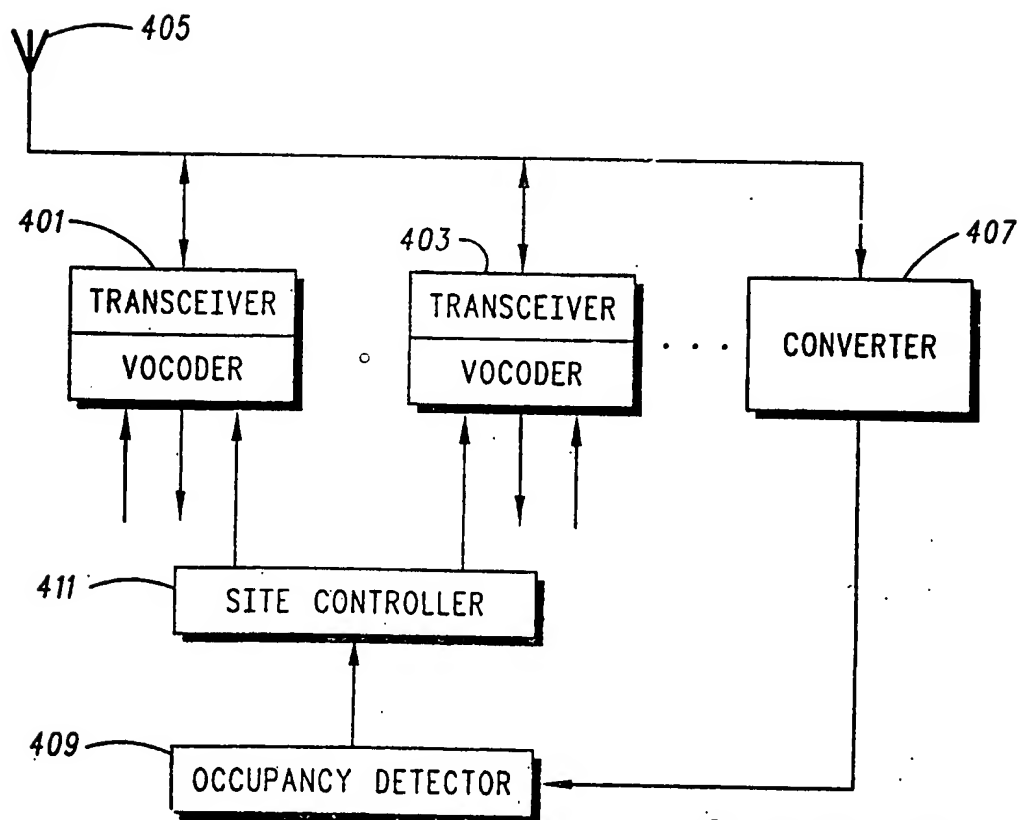 405
401
403
407
TRANSCEIVER
VOCODER
TRANSCEIVER
VOCODER
. . .
CONVERTER
411
SITE CONTROLLER
409
OCCUPANCY DETECTOR